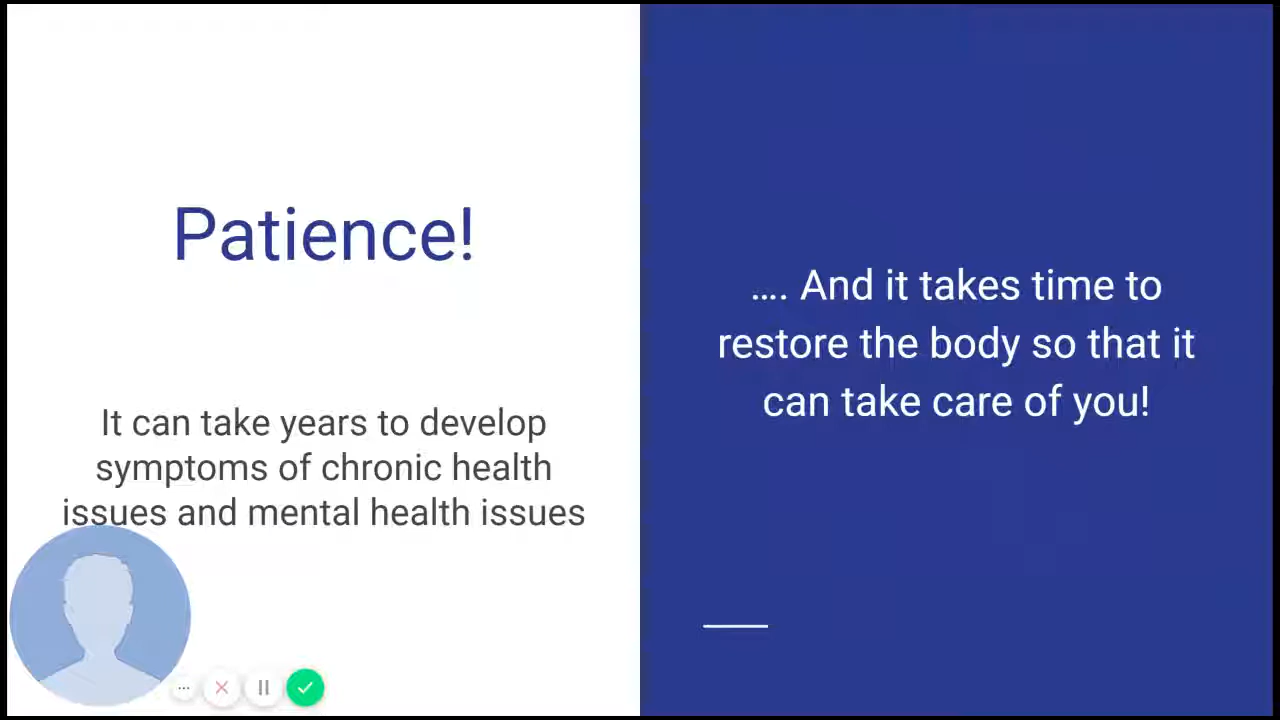 Patience!
It can take years to develop
symptoms of chronic health
issues and mental health issues
.... And it takes time to
restore the body so that it
can take care of you!